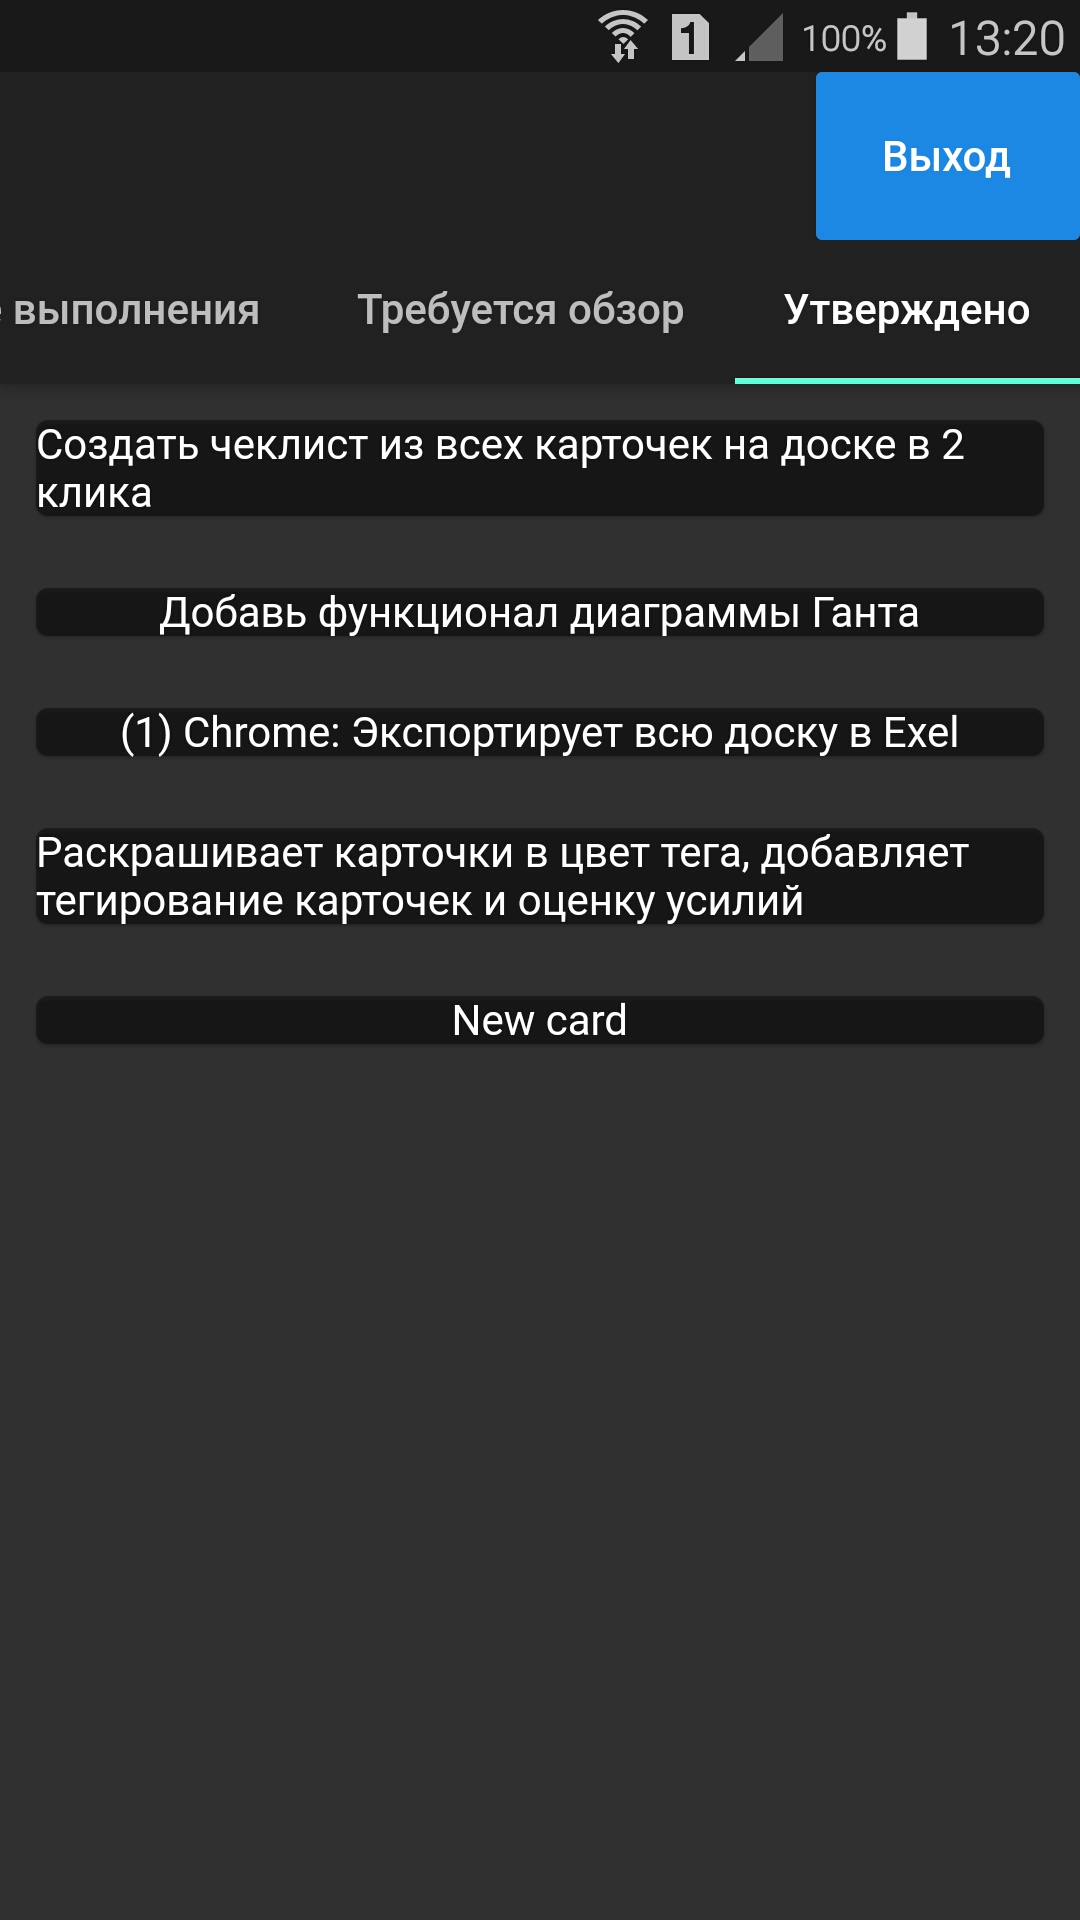 1 100% 13:20
Выход
е выполнения Требуется обзор Утверждено
Создать чеклист из всех карточек на доске в 2
клика
Добавь функционал диаграммы Ганта
(1) Chrome: Экспортирует всю доску в Exel
Раскрашивает карточки в цвет тега, добавляет
тегирование карточек и оценку усилий
New card